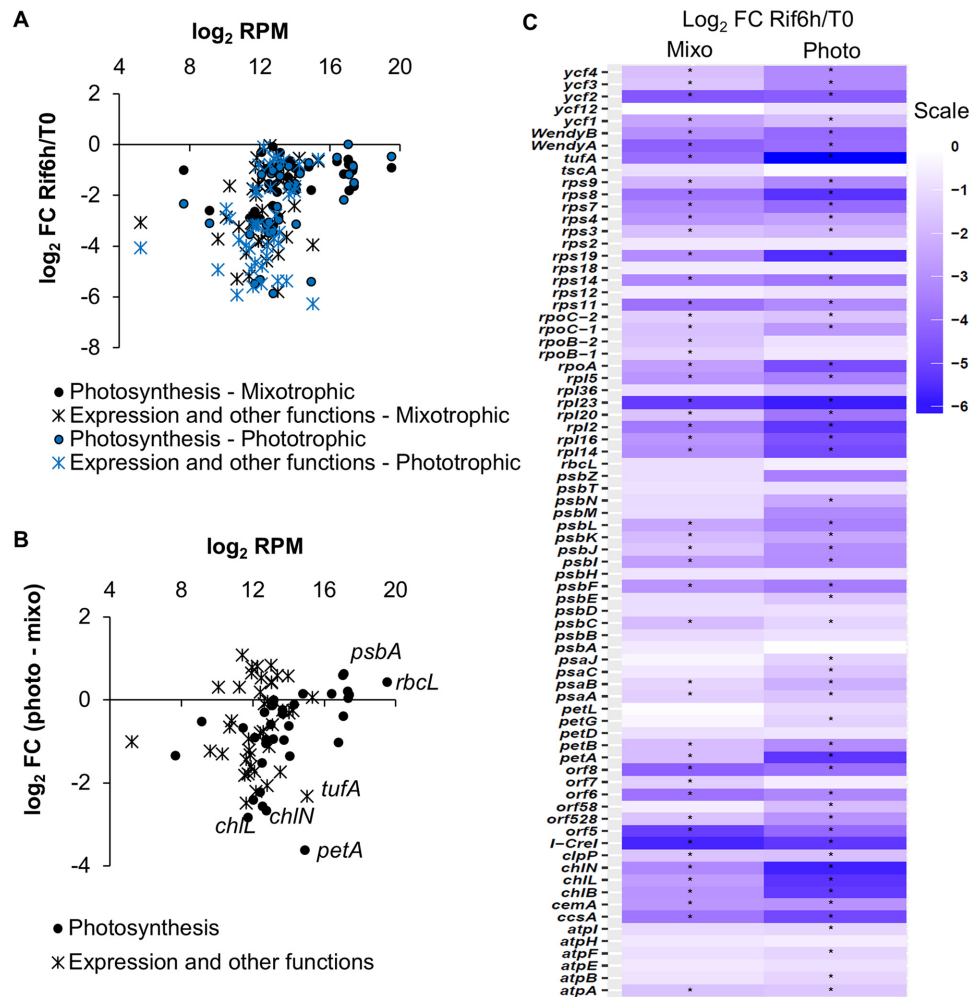 A
log2 RPM
4 8 12 16 20
2
0
-2
-4
-6
-8
log2 FC Rif6h/T0
Photosynthesis - Mixotrophic
Expression and other functions - Mixotrophic
Photosynthesis - Phototrophic
Expression and other functions - Phototrophic
B
log2 RPM
4 8 12 16 20
2
0
-2
-4
log2 FC (photo - mixo)
psbA
rbcL
tufA
chlL
chlN
petA
Photosynthesis
Expression and other functions
C
Log2 FC Rif6h/T0
Mixo Photo
ycf4
ycf3
ycf2
ycf12
ycf1
WendyB
WendyA
tufA
tscA
rps9
rps8
rps7
rps4
rps3
rps2
rps19
rps18
rps14
rps12
rps11
rpoC-2
rpoC-1
rpoB-2
rpoB-1
rpoA
rpl5
rpl36
rpl23
rpl20
rpl2
rpl16
rpl14
rbcL
psbZ
psbT
psbN
psbM
psbL
psbK
psbJ
psbI
psbH
psbF
psbE
psbD
psbC
psbB
psbA
psaJ
psaC
psaB
psaA
petL
petG
petD
petB
petA
orf8
orf7
orf6
orf58
orf528
orf5
I-CreI
clpP
chlN
chlL
chlB
cemA
ccsA
atpI
atpH
atpF
atpE
atpB
atpA
Scale
0
−1
−2
−3
−4
−5
−6